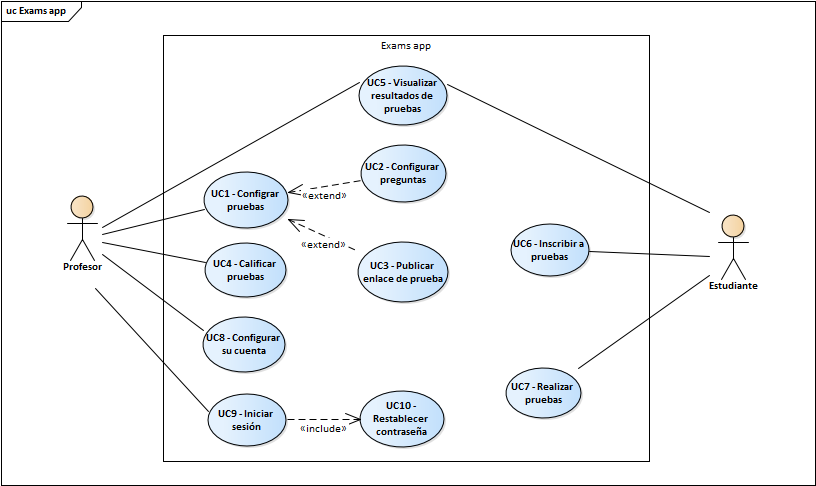 uc Exams app
Exams app
UC5 - Visualizar
resultados de
pruebas
UC2 - Configurar
preguntas
UC1 - Configrar
pruebas
«extend»
«extend»
UC3 - Publicar
enlace de prueba
UC4 - Calificar
pruebas
UC6 - Inscribir a
pruebas
Profesor
Estudiante
UC8 - Configurar
su cuenta
UC7 - Realizar
pruebas
UC9 - Iniciar
sesión
«include»
UC10 -
Restablecer
contraseña